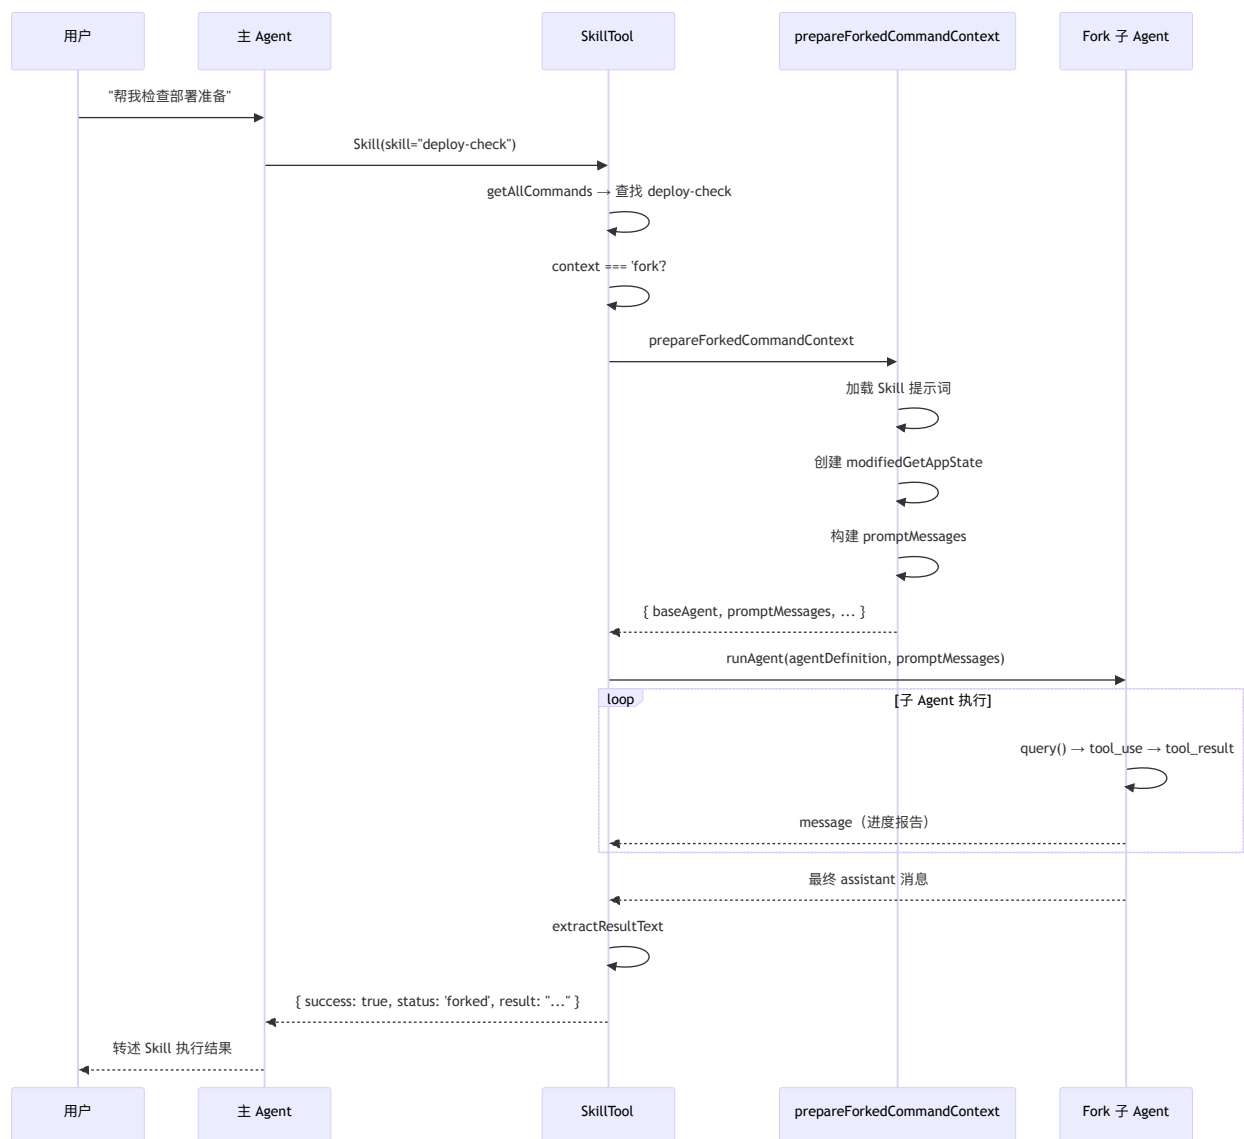 用户
主 Agent
SkillTool
prepareForkedCommandContext
Fork 子 Agent
"帮我检查部署准备"
Skill(skill="deploy-check")
getAllCommands → 查找 deploy-check
context === 'fork'?
prepareForkedCommandContext
加载 Skill 提示词
创建 modifiedGetAppState
构建 promptMessages
{ baseAgent, promptMessages, ... }
runAgent(agentDefinition, promptMessages)
loop
[子 Agent 执行]
query() → tool_use → tool_result
message（进度报告）
最终 assistant 消息
extractResultText
{ success: true, status: 'forked', result: "..." }
转述 Skill 执行结果
用户
主 Agent
SkillTool
prepareForkedCommandContext
Fork 子 Agent